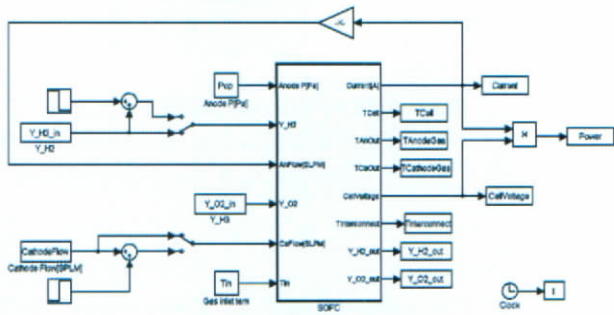 Pop
Anode P[Pa]
Y_H2_in
Y_H2
Y_O2_in
Y_H3
CathodeFlow
Cathode Flow[SPLM]
Tin
Gas inlet tem
Anode P[Pa]
Y_H2
AnFlow[SLPM]
Y_O2
CaFlow[SLPM]
Tin
Current[A]
TCell
TAnOut
TCaOut
CellVoltage
TInterconnect
Y_H2_out
Y_O2_out
SOFC
Current
TCell
TAnodeGas
TCathodeGas
CellVoltage
TInterconnect
Y_H2_out
Y_O2_out
Power
Clock